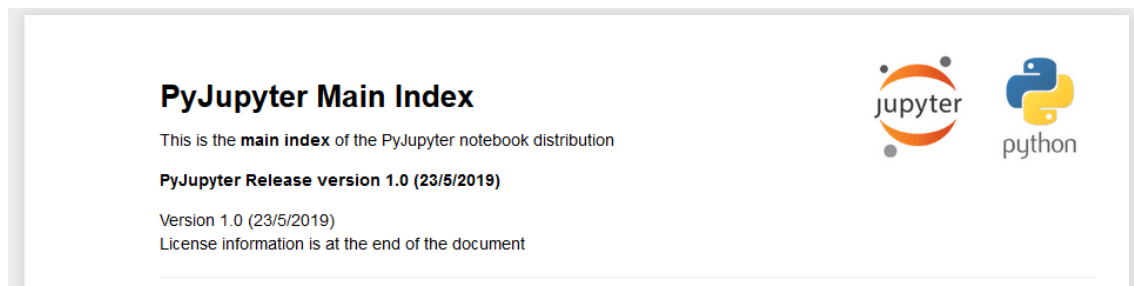 PyJupyter Main Index
This is the main index of the PyJupyter notebook distribution
PyJupyter Release version 1.0 (23/5/2019)
Version 1.0 (23/5/2019)
License information is at the end of the document
jupyter
python